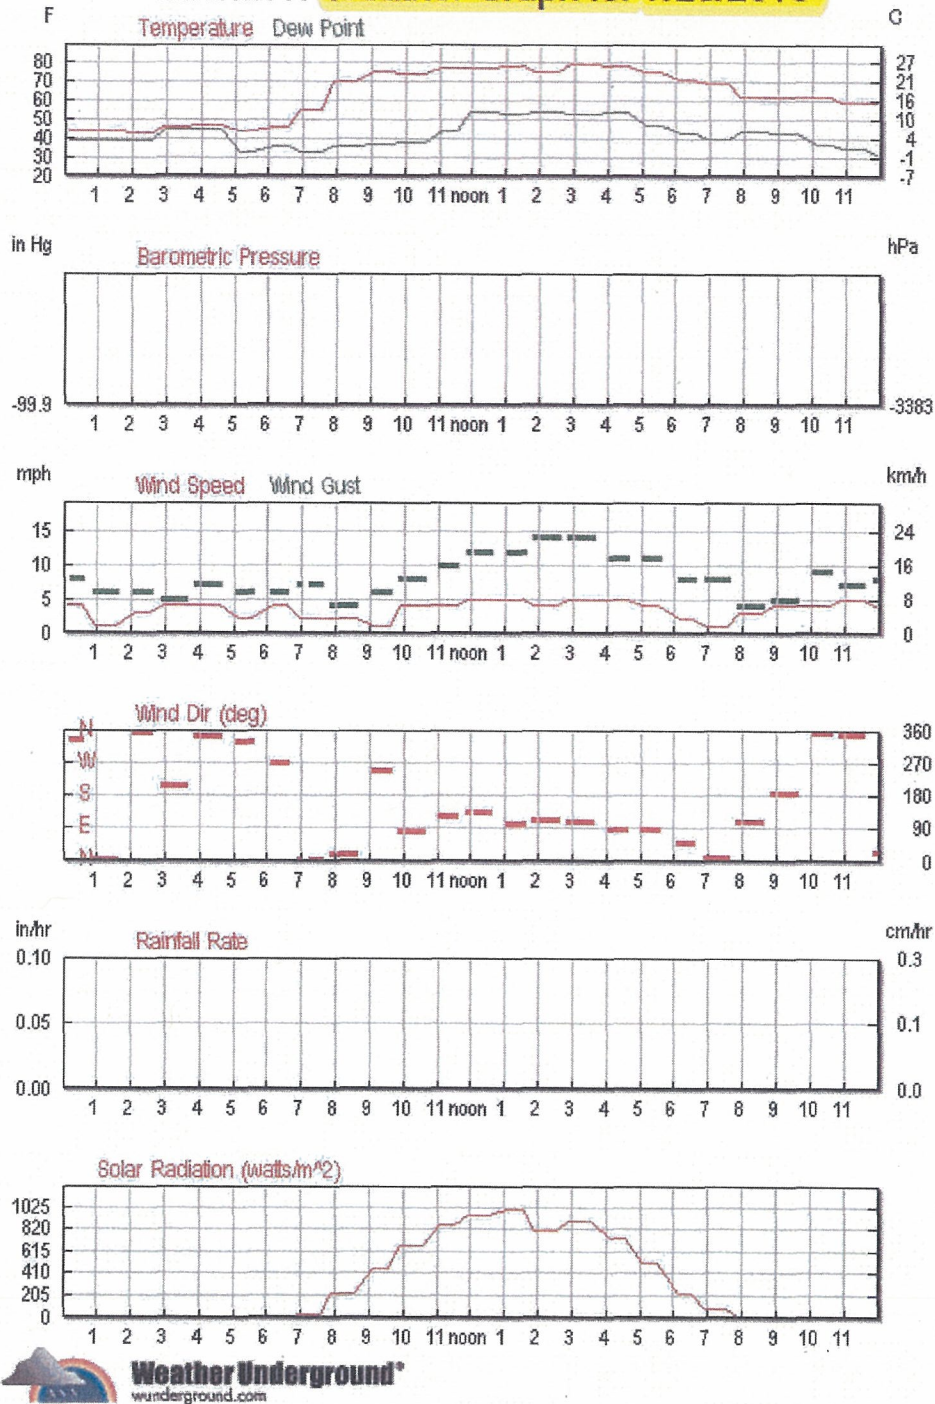 F C
Temperature Dew Point
80 27
70 21
60 16
50 10
40 4
30 -1
20 -7
1 2 3 4 5 6 7 8 9 10 11 noon 1 2 3 4 5 6 7 8 9 10 11
in Hg hPa
Barometric Pressure
-99.9 -3383
1 2 3 4 5 6 7 8 9 10 11 noon 1 2 3 4 5 6 7 8 9 10 11
mph km/h
Wind Speed Wind Gust
15 24
10 16
5 8
0 0
1 2 3 4 5 6 7 8 9 10 11 noon 1 2 3 4 5 6 7 8 9 10 11
Wind Dir (deg)
N 360
W 270
S 180
E 90
N 0
1 2 3 4 5 6 7 8 9 10 11 noon 1 2 3 4 5 6 7 8 9 10 11
in/hr cm/hr
Rainfall Rate
0.10 0.3
0.05 0.1
0.00 0.0
1 2 3 4 5 6 7 8 9 10 11 noon 1 2 3 4 5 6 7 8 9 10 11
Solar Radiation (watts/m^2)
1025
820
615
410
205
0
1 2 3 4 5 6 7 8 9 10 11 noon 1 2 3 4 5 6 7 8 9 10 11
Weather Underground®
wunderground.com